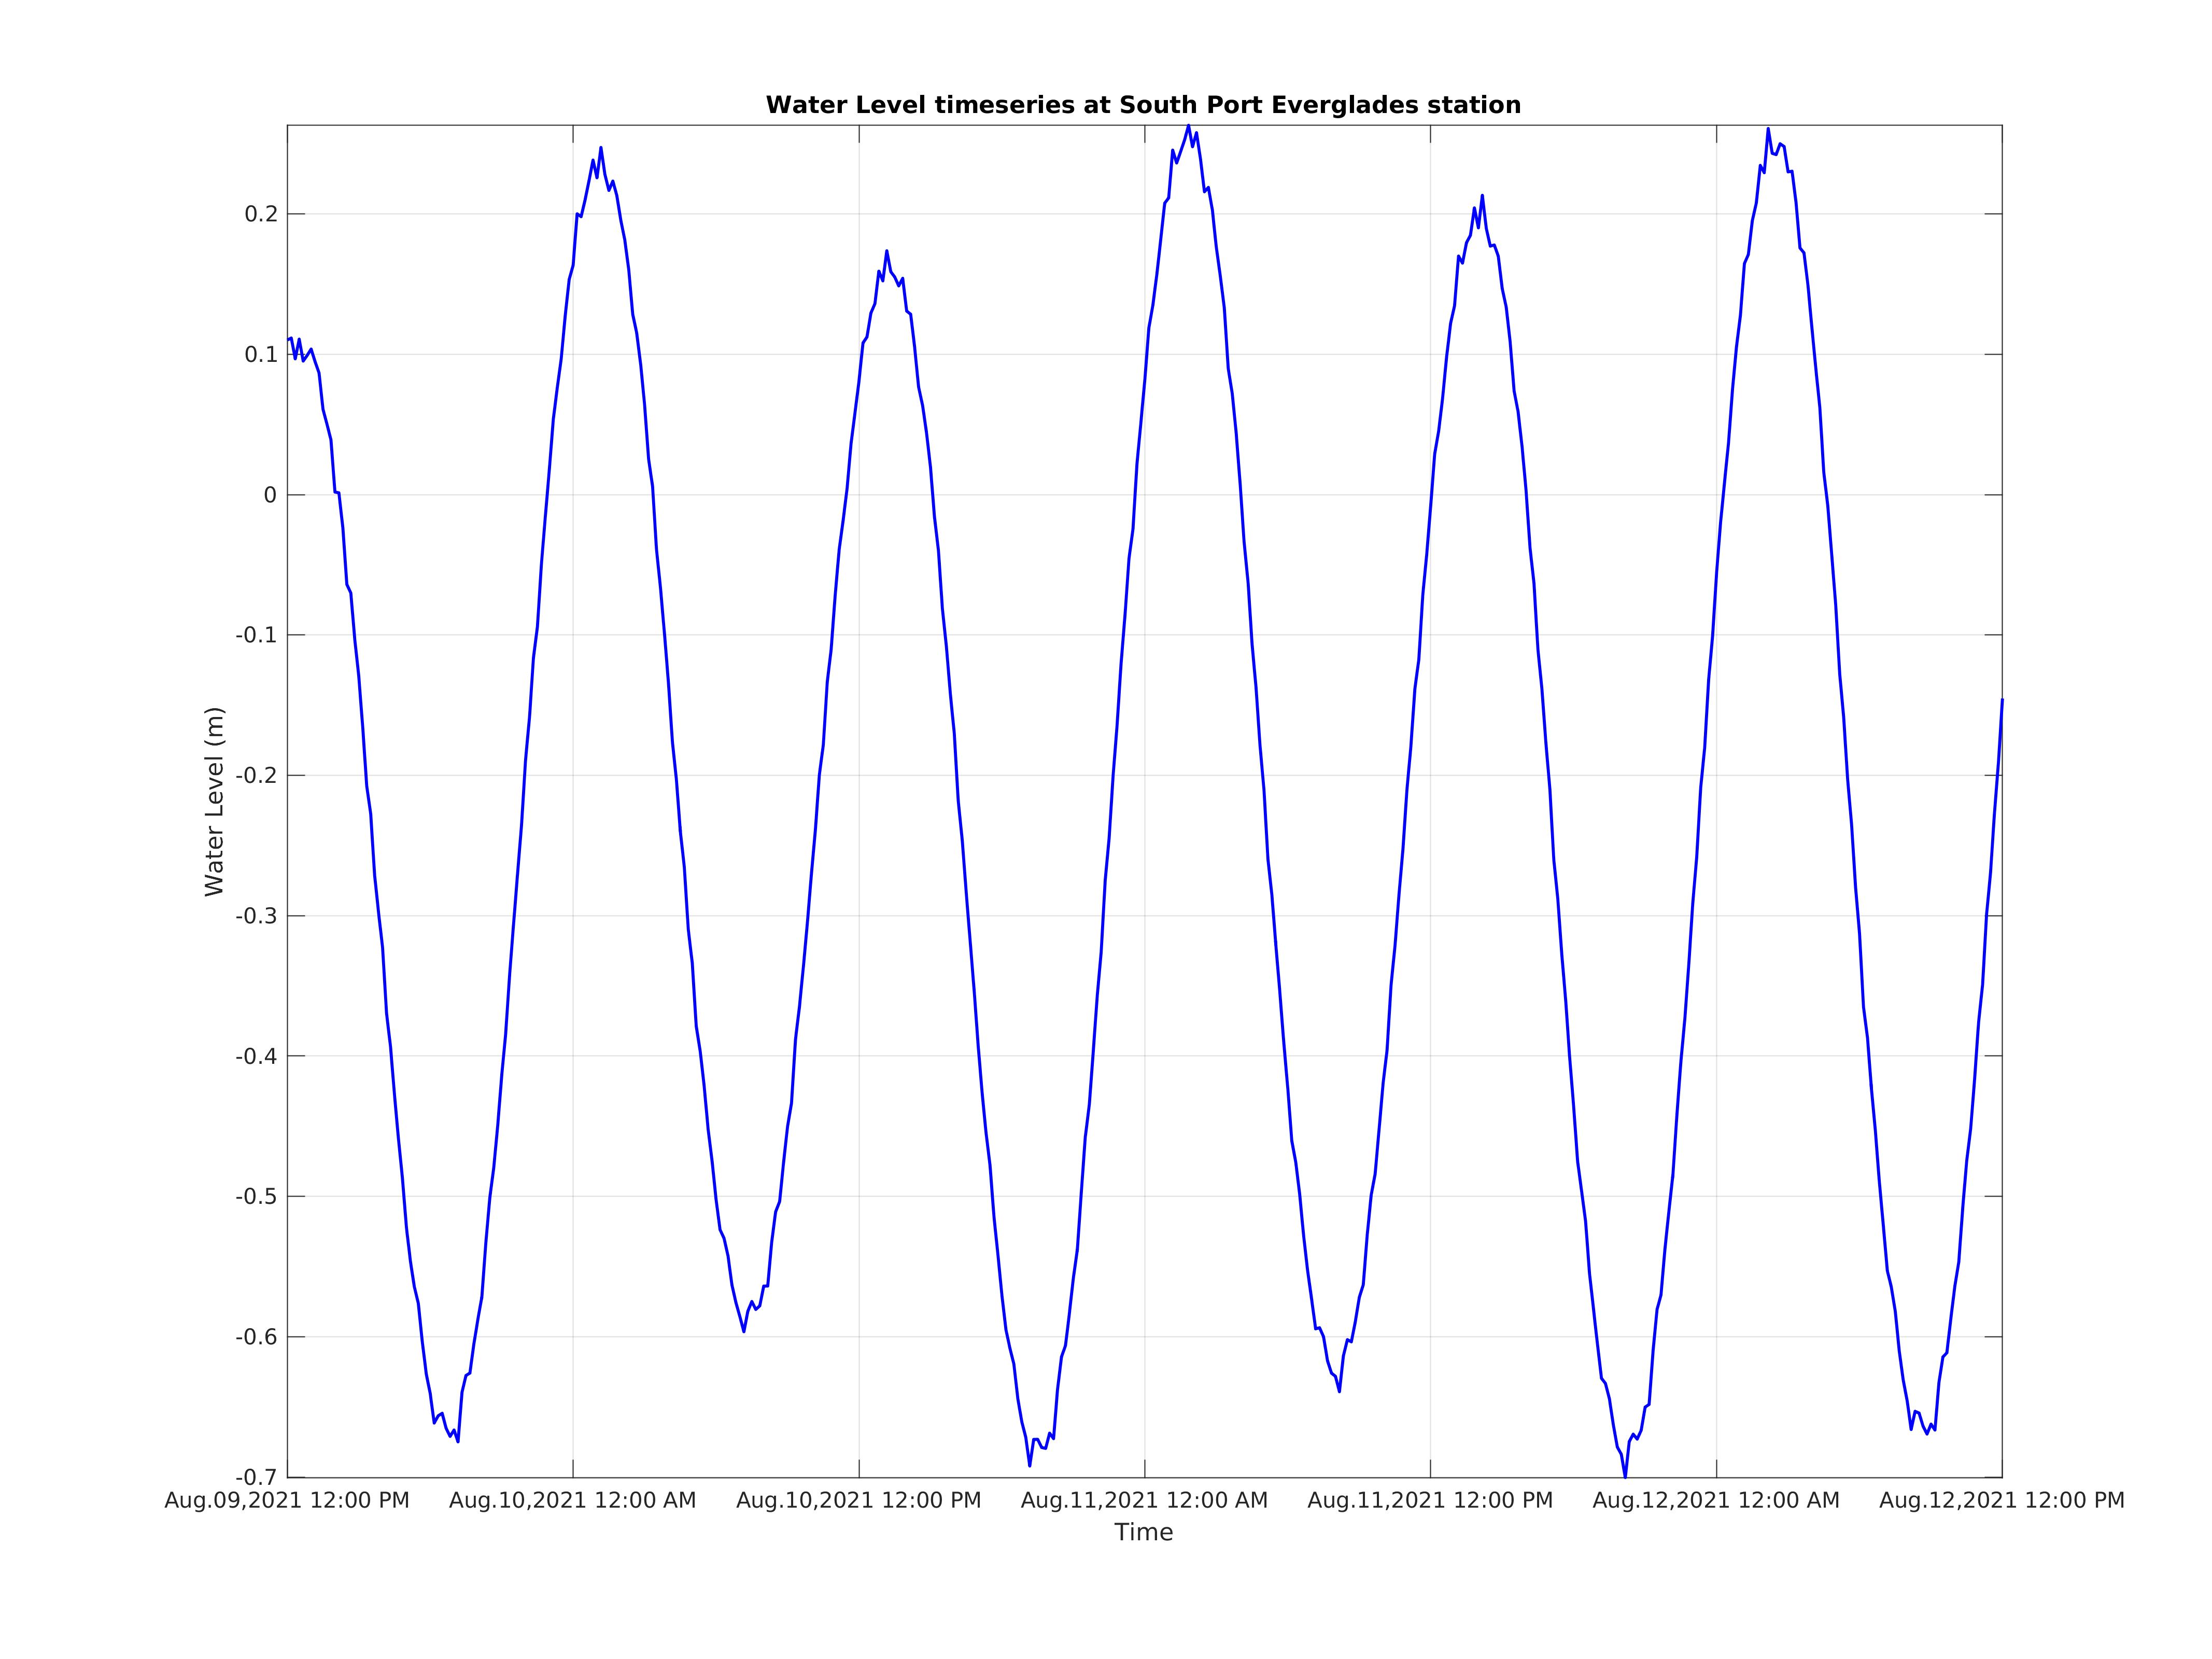 Water Level timeseries at South Port Everglades station
0.2
0.1
0
-0.1
-0.2
-0.3
-0.4
-0.5
-0.6
-0.7
Water Level (m)
Aug.09,2021 12:00 PM Aug.10,2021 12:00 AM Aug.10,2021 12:00 PM Aug.11,2021 12:00 AM Aug.11,2021 12:00 PM Aug.12,2021 12:00 AM Aug.12,2021 12:00 PM
Time